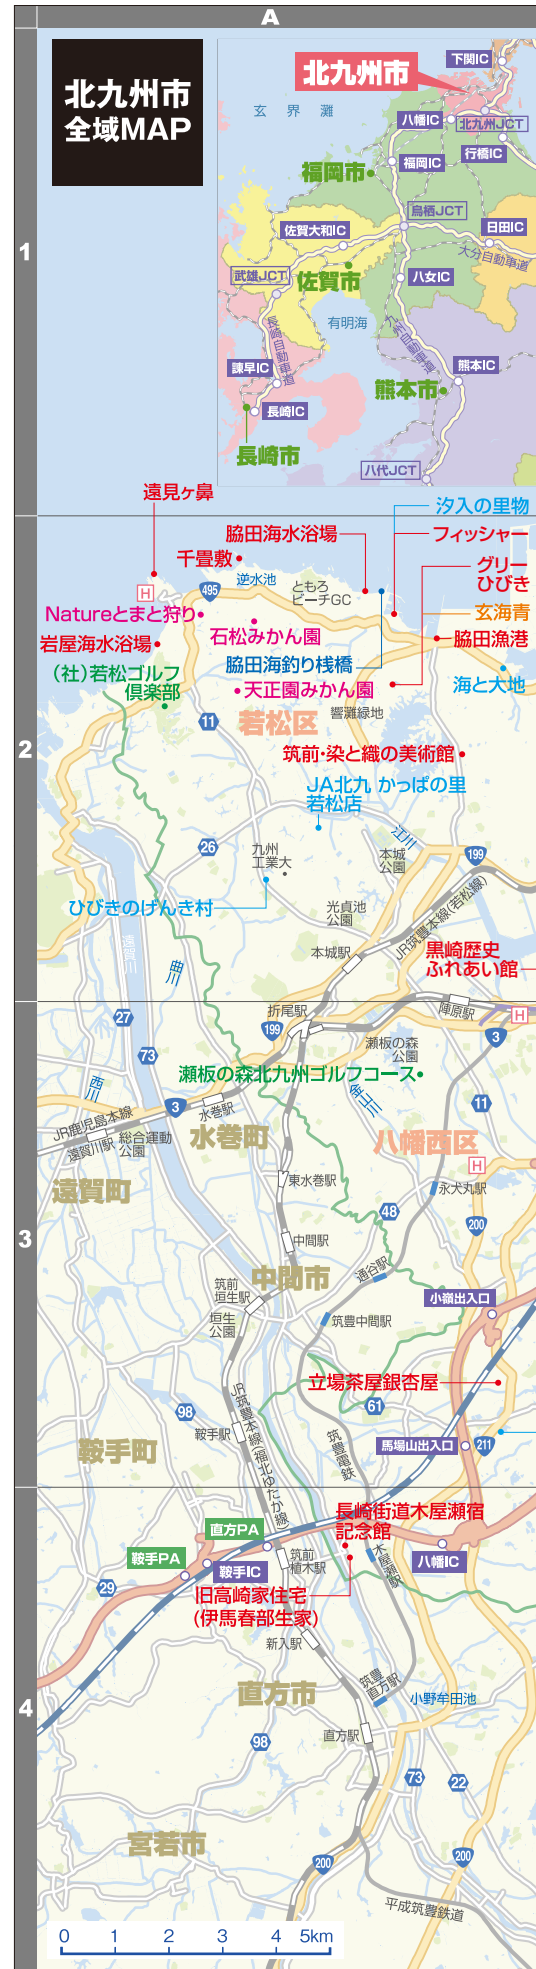 A
北九州市
全域MAP
下関IC
北九州市
玄界灘
八幡IC
北九州JCT
行橋IC
福岡IC
福岡市
鳥栖JCT
佐賀大和IC
日田IC
大分自動車道
武雄JCT
佐賀市
八女IC
1
有明海
長崎自動車道
九州自動車道
諫早IC
熊本IC
熊本市
長崎IC
長崎市
八代JCT
遠見ヶ鼻
汐入の里物
脇田海水浴場
フィッシャー
千畳敷
グリー
ひびき
H
495
逆水池
ともろ
ビーチGC
Natureとまと狩り
玄海青
石松みかん園
岩屋海水浴場
脇田漁港
(社)若松ゴルフ
倶楽部
脇田海釣り桟橋
海と大地
天正園みかん園
11
若松区
響灘緑地
2
筑前・染と織の美術館
JA北九 かっぱの里
若松店
江川
26
九州
工業大
本城
公園
199
ひびきのげんき村
光貞池
公園
JR筑豊本線(若松線)
遠賀川
曲川
本城駅
黒崎歴史
ふれあい館
折尾駅
陣原駅
27
199
H
73
瀬板の森
公園
3
西川
瀬板の森北九州ゴルフコース
金山川
3
11
JR鹿児島本線
水巻駅
遠賀川駅
総合運動
公園
水巻町
八幡西区
H
遠賀町
東水巻駅
永犬丸駅
48
200
3
中間駅
通谷駅
中間市
筑前
垣生駅
小嶺出入口
垣生
公園
筑豊中間駅
立場茶屋銀杏屋
JR筑豊本線(福北ゆたか線)
98
61
鞍手駅
鞍手町
筑豊電鉄
馬場山出入口
211
長崎街道木屋瀬宿
記念館
直方PA
鞍手PA
鞍手IC
筑前
植木駅
木屋瀬駅
八幡IC
29
旧高崎家住宅
(伊馬春部生家)
新入駅
筑豊
直方駅
直方市
小野牟田池
4
98
直方駅
73
22
宮若市
200
200
平成筑豊鉄道
0 1 2 3 4 5km